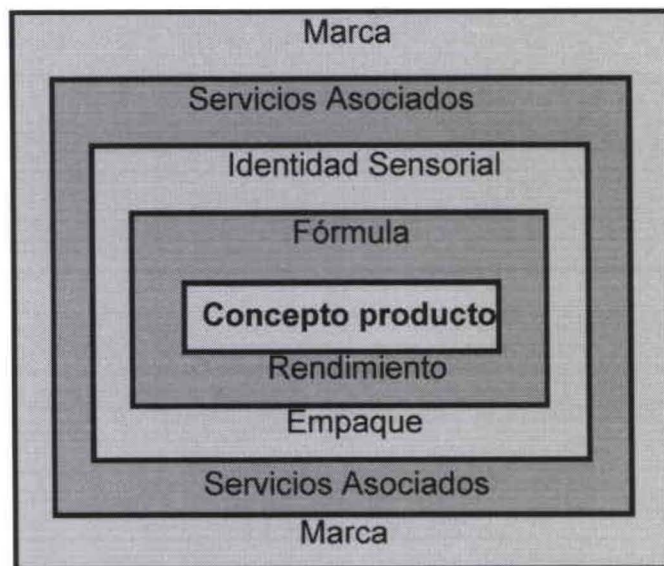 Marca
Servicios Asociados
Identidad Sensorial
Fórmula
Concepto producto
Rendimiento
Empaque
Servicios Asociados
Marca